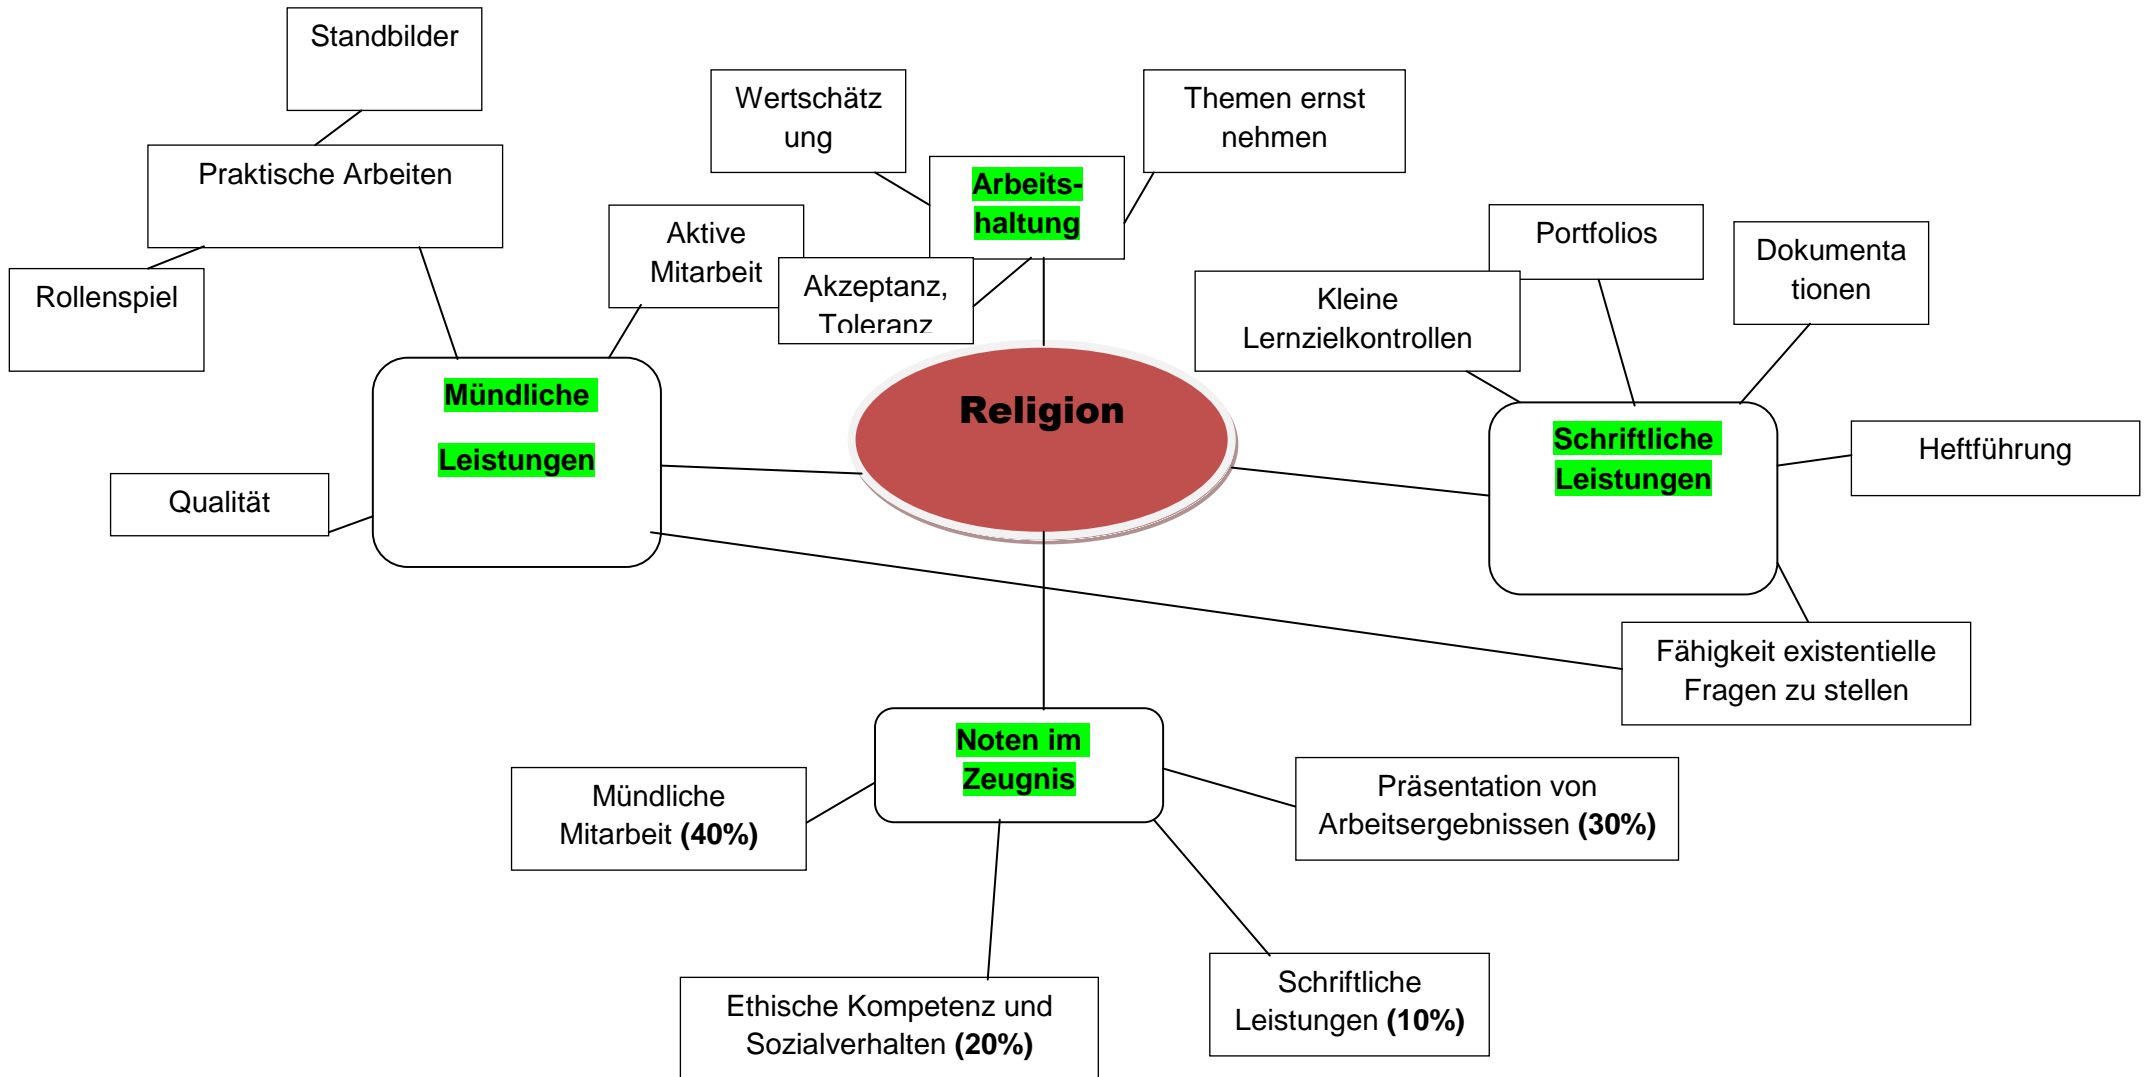 Standbilder
Praktische Arbeiten
Rollenspiel
Wertschätz
ung
Themen ernst
nehmen
Arbeits-
haltung
Aktive
Mitarbeit
Akzeptanz,
Toleranz
Portfolios
Dokumenta
tionen
Kleine
Lernzielkontrollen
Mündliche
Leistungen
Religion
Schriftliche
Leistungen
Heftführung
Qualität
Fähigkeit existentielle
Fragen zu stellen
Noten im
Zeugnis
Mündliche
Mitarbeit (40%)
Präsentation von
Arbeitsergebnissen (30%)
Ethische Kompetenz und
Sozialverhalten (20%)
Schriftliche
Leistungen (10%)